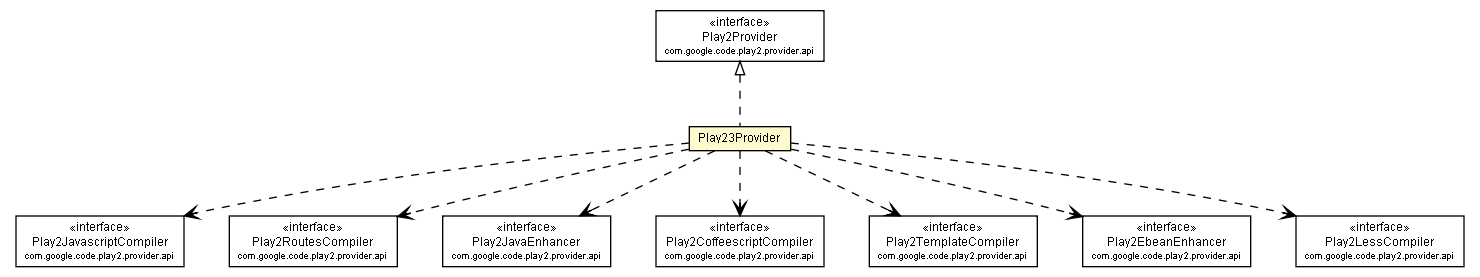 «interface»
Play2Provider
com.google.code.play2.provider.api
Play23Provider
«interface»
Play2JavascriptCompiler
com.google.code.play2.provider.api
«interface»
Play2RoutesCompiler
com.google.code.play2.provider.api
«interface»
Play2JavaEnhancer
com.google.code.play2.provider.api
«interface»
Play2CoffeescriptCompiler
com.google.code.play2.provider.api
«interface»
Play2TemplateCompiler
com.google.code.play2.provider.api
«interface»
Play2EbeanEnhancer
com.google.code.play2.provider.api
«interface»
Play2LessCompiler
com.google.code.play2.provider.api